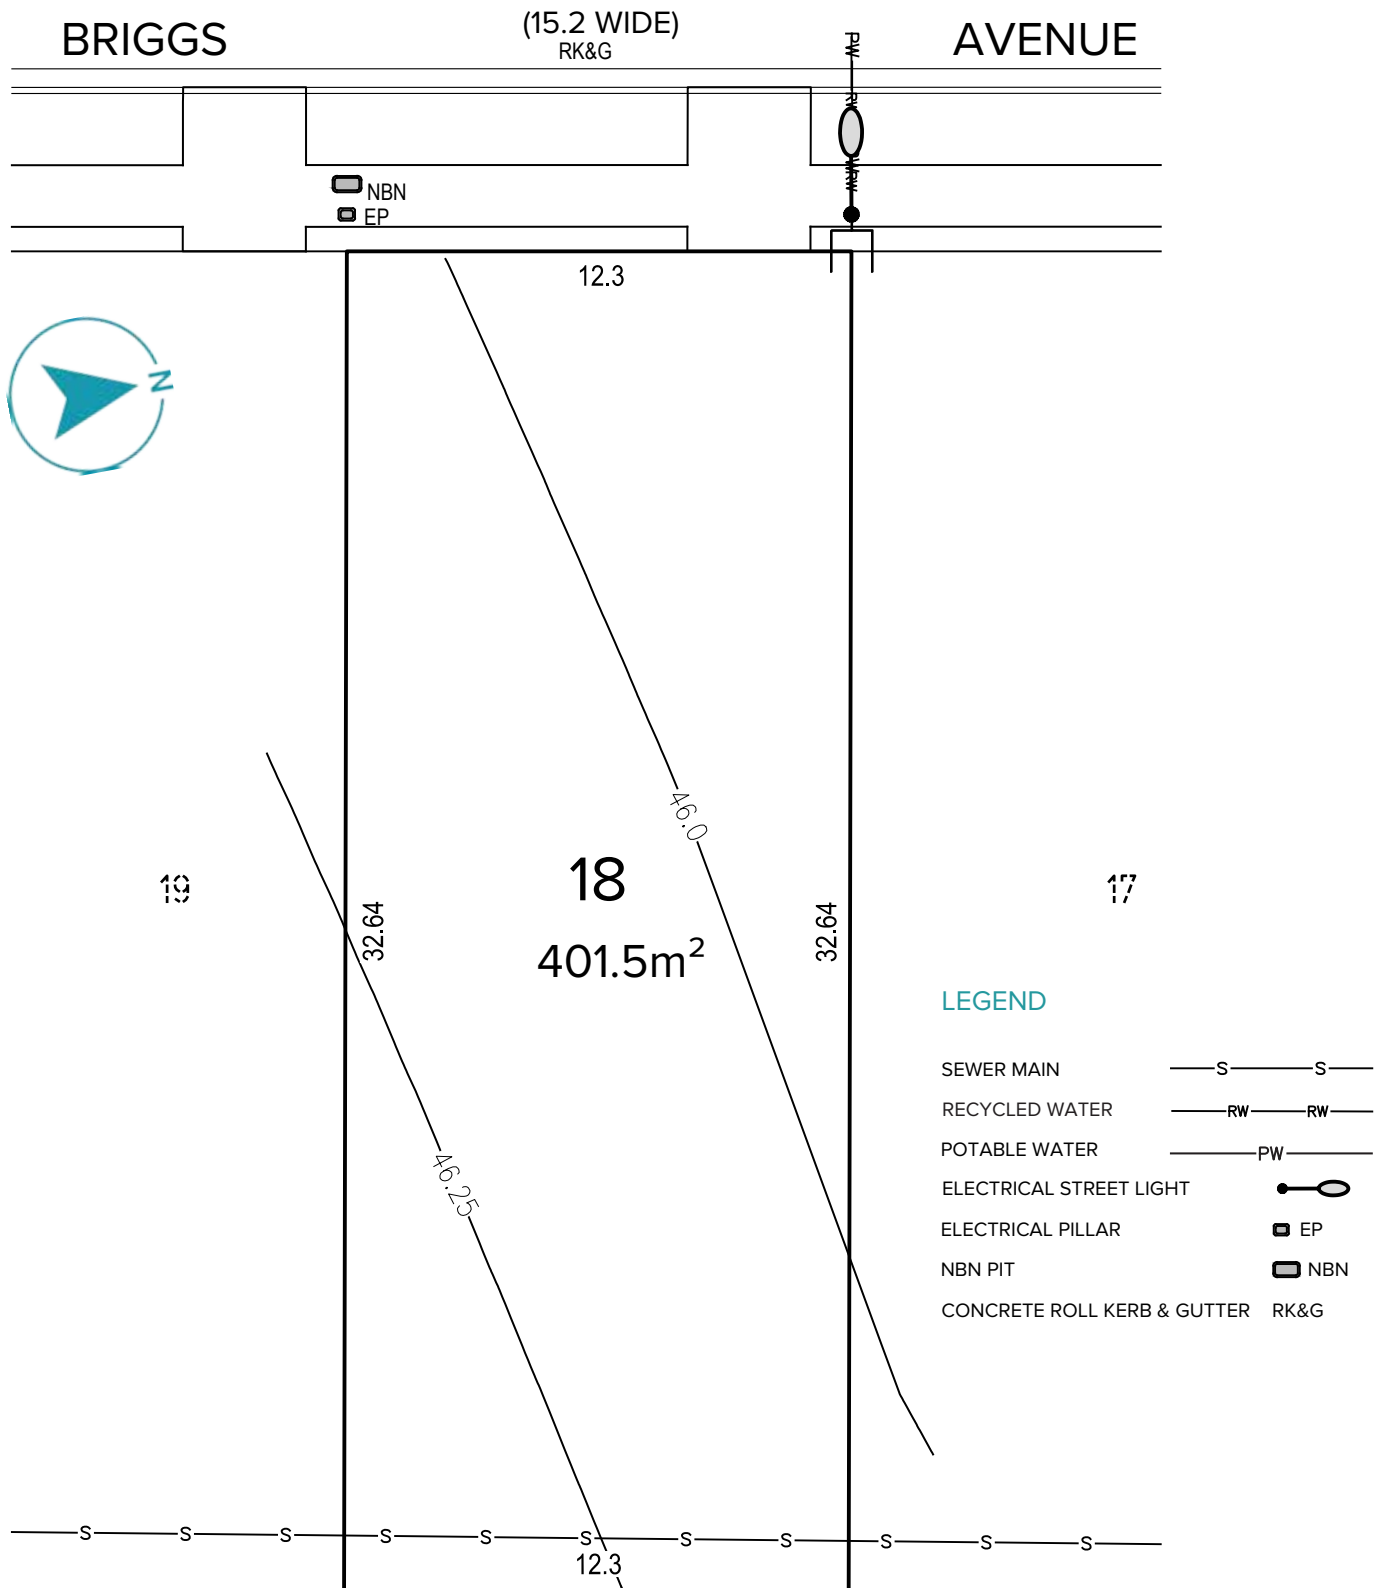 BRIGGS (15.2 WIDE) AVENUE
RK&G
PW
RW
RW
NBN
EP
12.3
N
46.0
18
19
17
32.64
32.64
401.5m²
46.25
LEGEND
SEWER MAIN S S
RECYCLED WATER RW RW
POTABLE WATER PW
ELECTRICAL STREET LIGHT
ELECTRICAL PILLAR EP
NBN PIT NBN
CONCRETE ROLL KERB & GUTTER RK&G
S S S S S S S S S S S
12.3